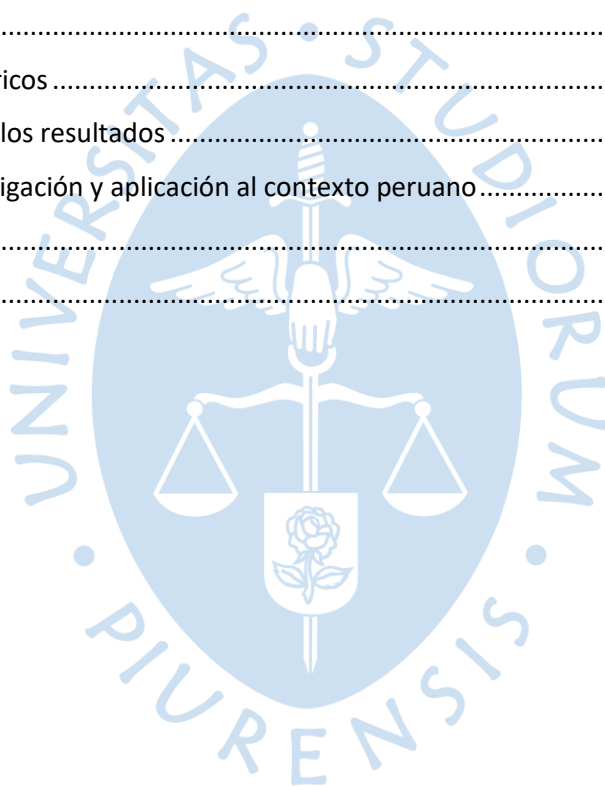 ...........................................................................................
ricos ....................................................................................
los resultados .................................................................
igación y aplicación al contexto peruano ..................
...........................................................................................
...........................................................................................
UNIVERSITAS • STUDIORUM • PIURENSIS •